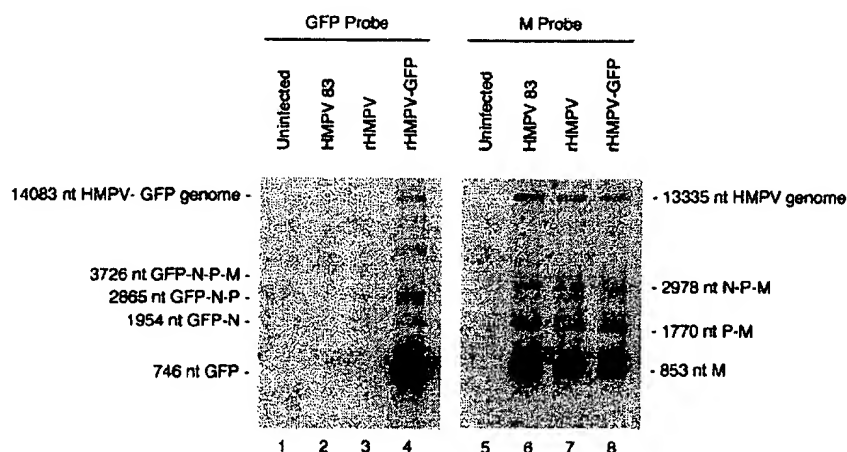 GFP Probe
M Probe
Uninfected
HMPV 83
rHMPV
rHMPV-GFP
Uninfected
HMPV 83
rHMPV
rHMPV-GFP
14083 nt HMPV- GFP genome -
3726 nt GFP-N-P-M
2865 nt GFP-N-P -
1954 nt GFP-N -
746 nt GFP -
- 13335 nt HMPV genome
- 2978 nt N-P-M
- 1770 nt P-M
- 853 nt M
1 2 3 4 5 6 7 8